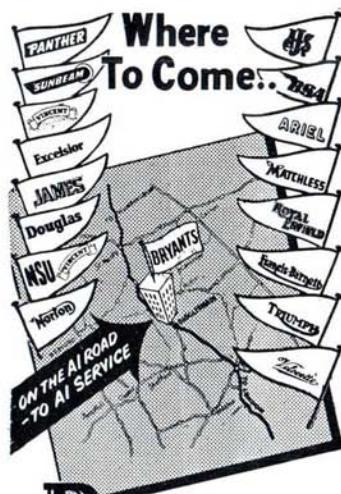 Where
To Come..
PANTHER
SUNBEAM
VINCENT
Excelsior
JAMES
Douglas
NSU VINCENT
Norton
BSA
ARIEL
MATCHLESS
ROYAL
ENFIELD
Francis-Barnett
TRIUMPH
Velocette
BRYANTS
ON THE A1 ROAD
- TO A1 SERVICE